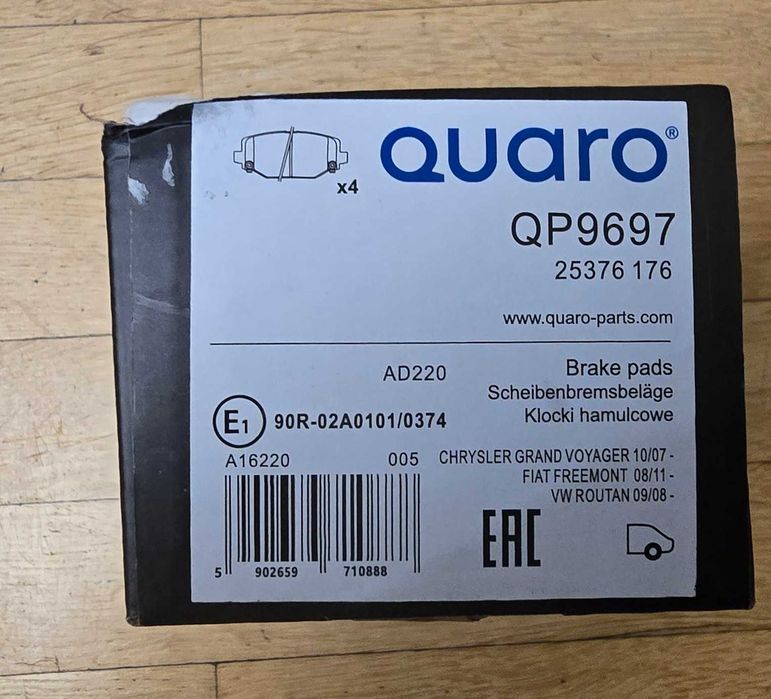 QUARO®
x4
QP9697
25376 176
www.quaro-parts.com
AD220
Brake pads
Scheibenbremsbeläge
Klocki hamulcowe
E1
90R-02A0101/0374
A16220 005
CHRYSLER GRAND VOYAGER 10/07 -
FIAT FREEMONT 08/11 -
VW ROUTAN 09/08 -
5 902659 710888
EAC